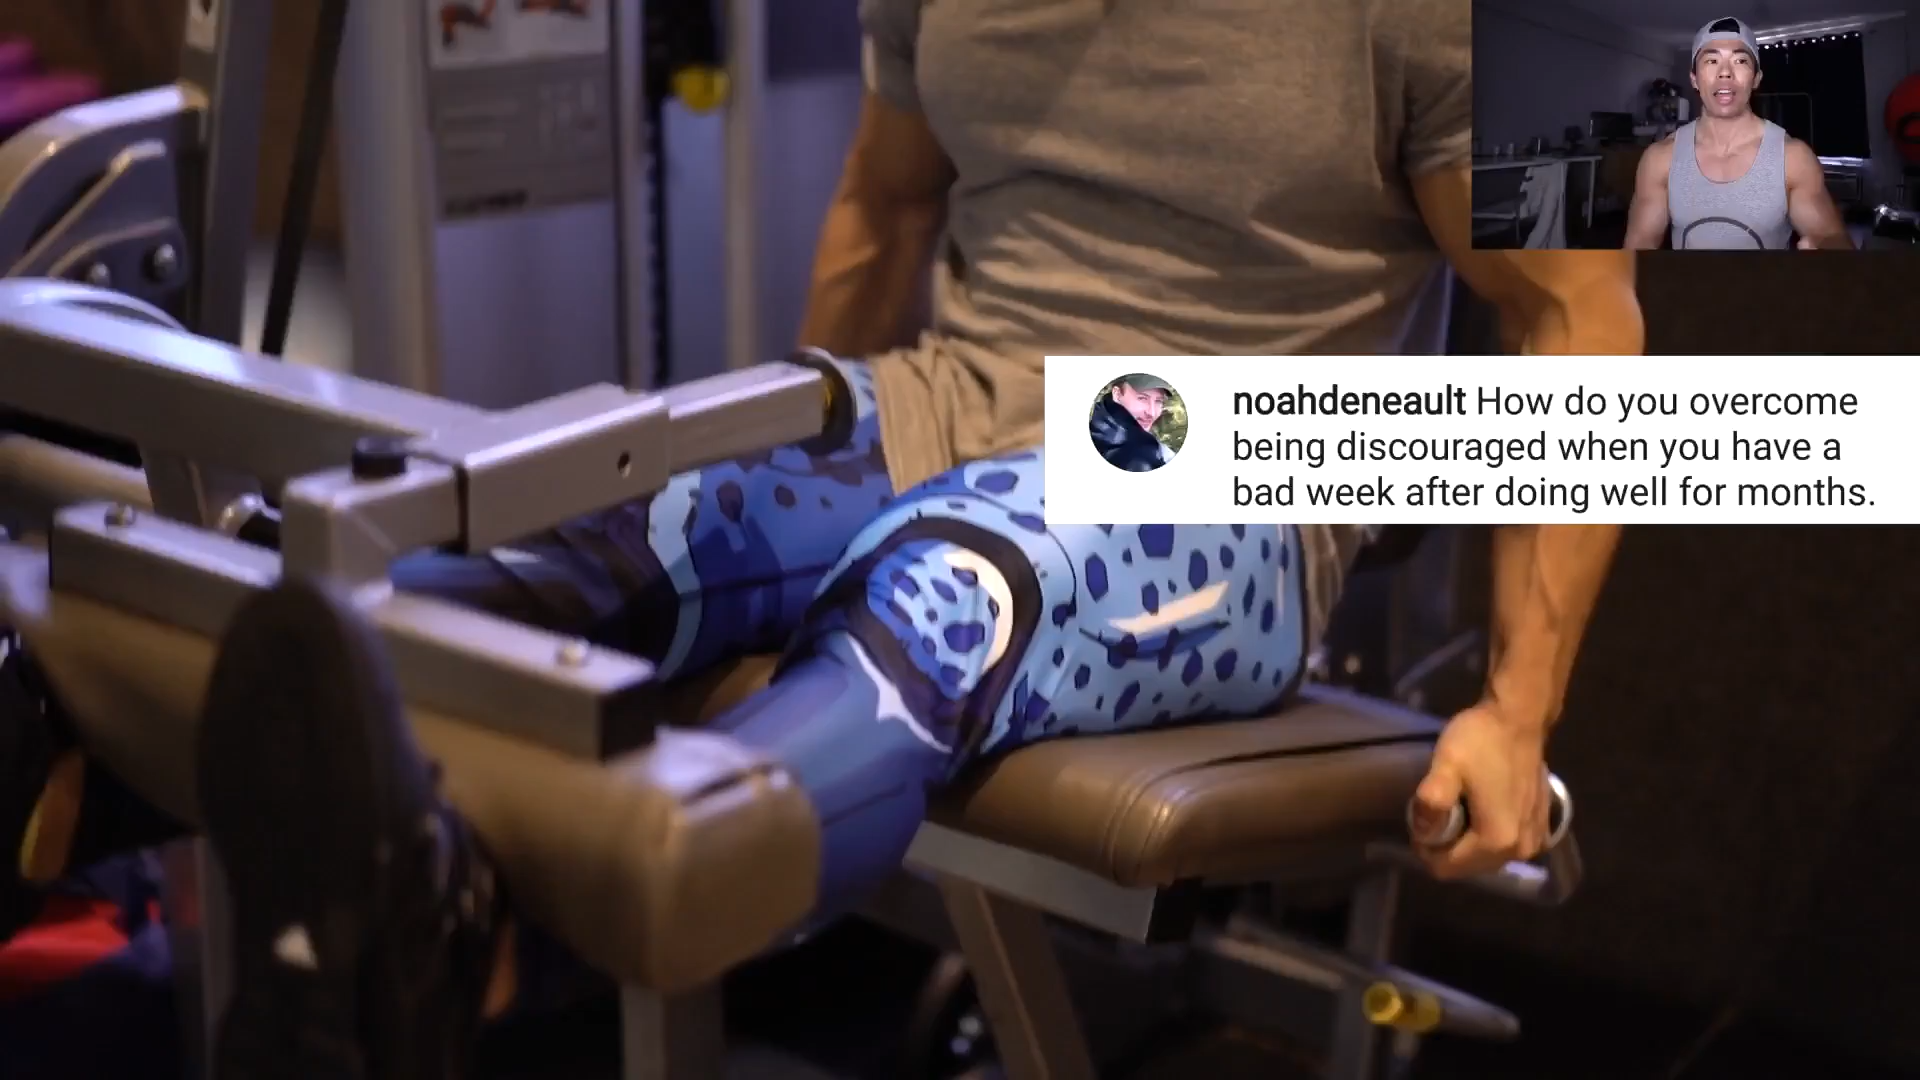 noahdeneault How do you overcome
being discouraged when you have a
bad week after doing well for months.